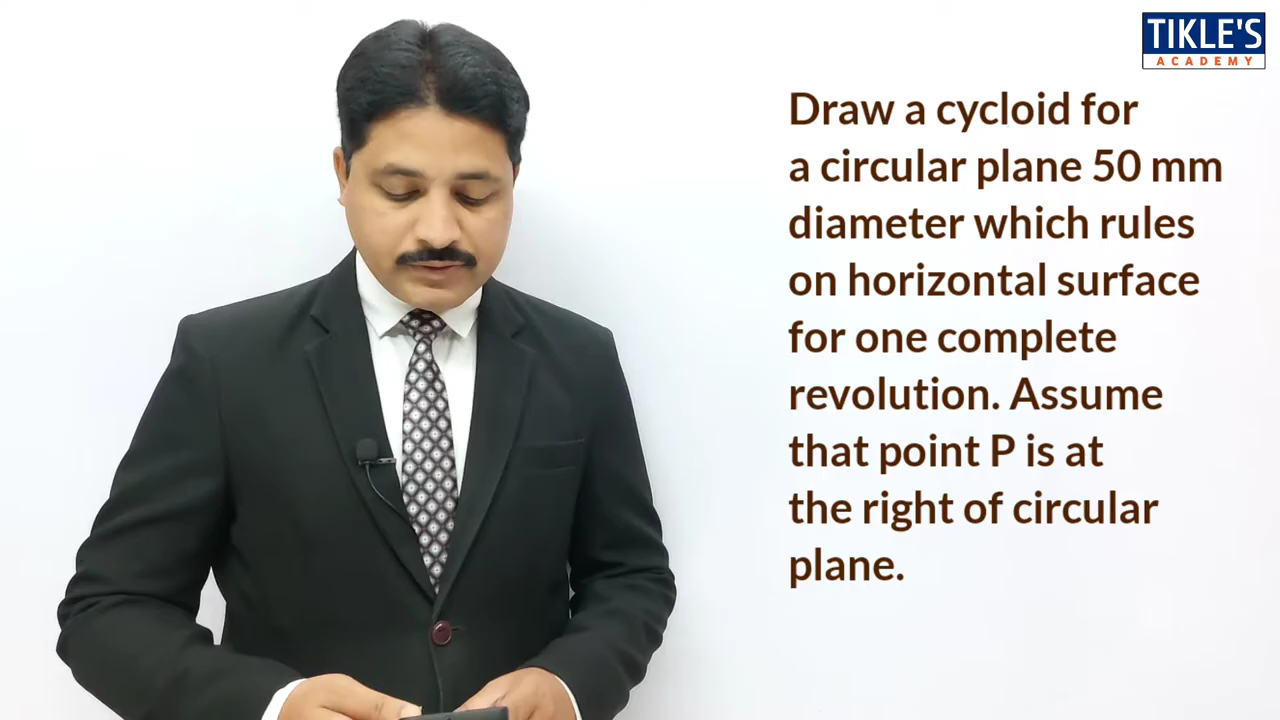 TIKLE'S
ACADEMY
Draw a cycloid for
a circular plane 50 mm
diameter which rules
on horizontal surface
for one complete
revolution. Assume
that point P is at
the right of circular
plane.